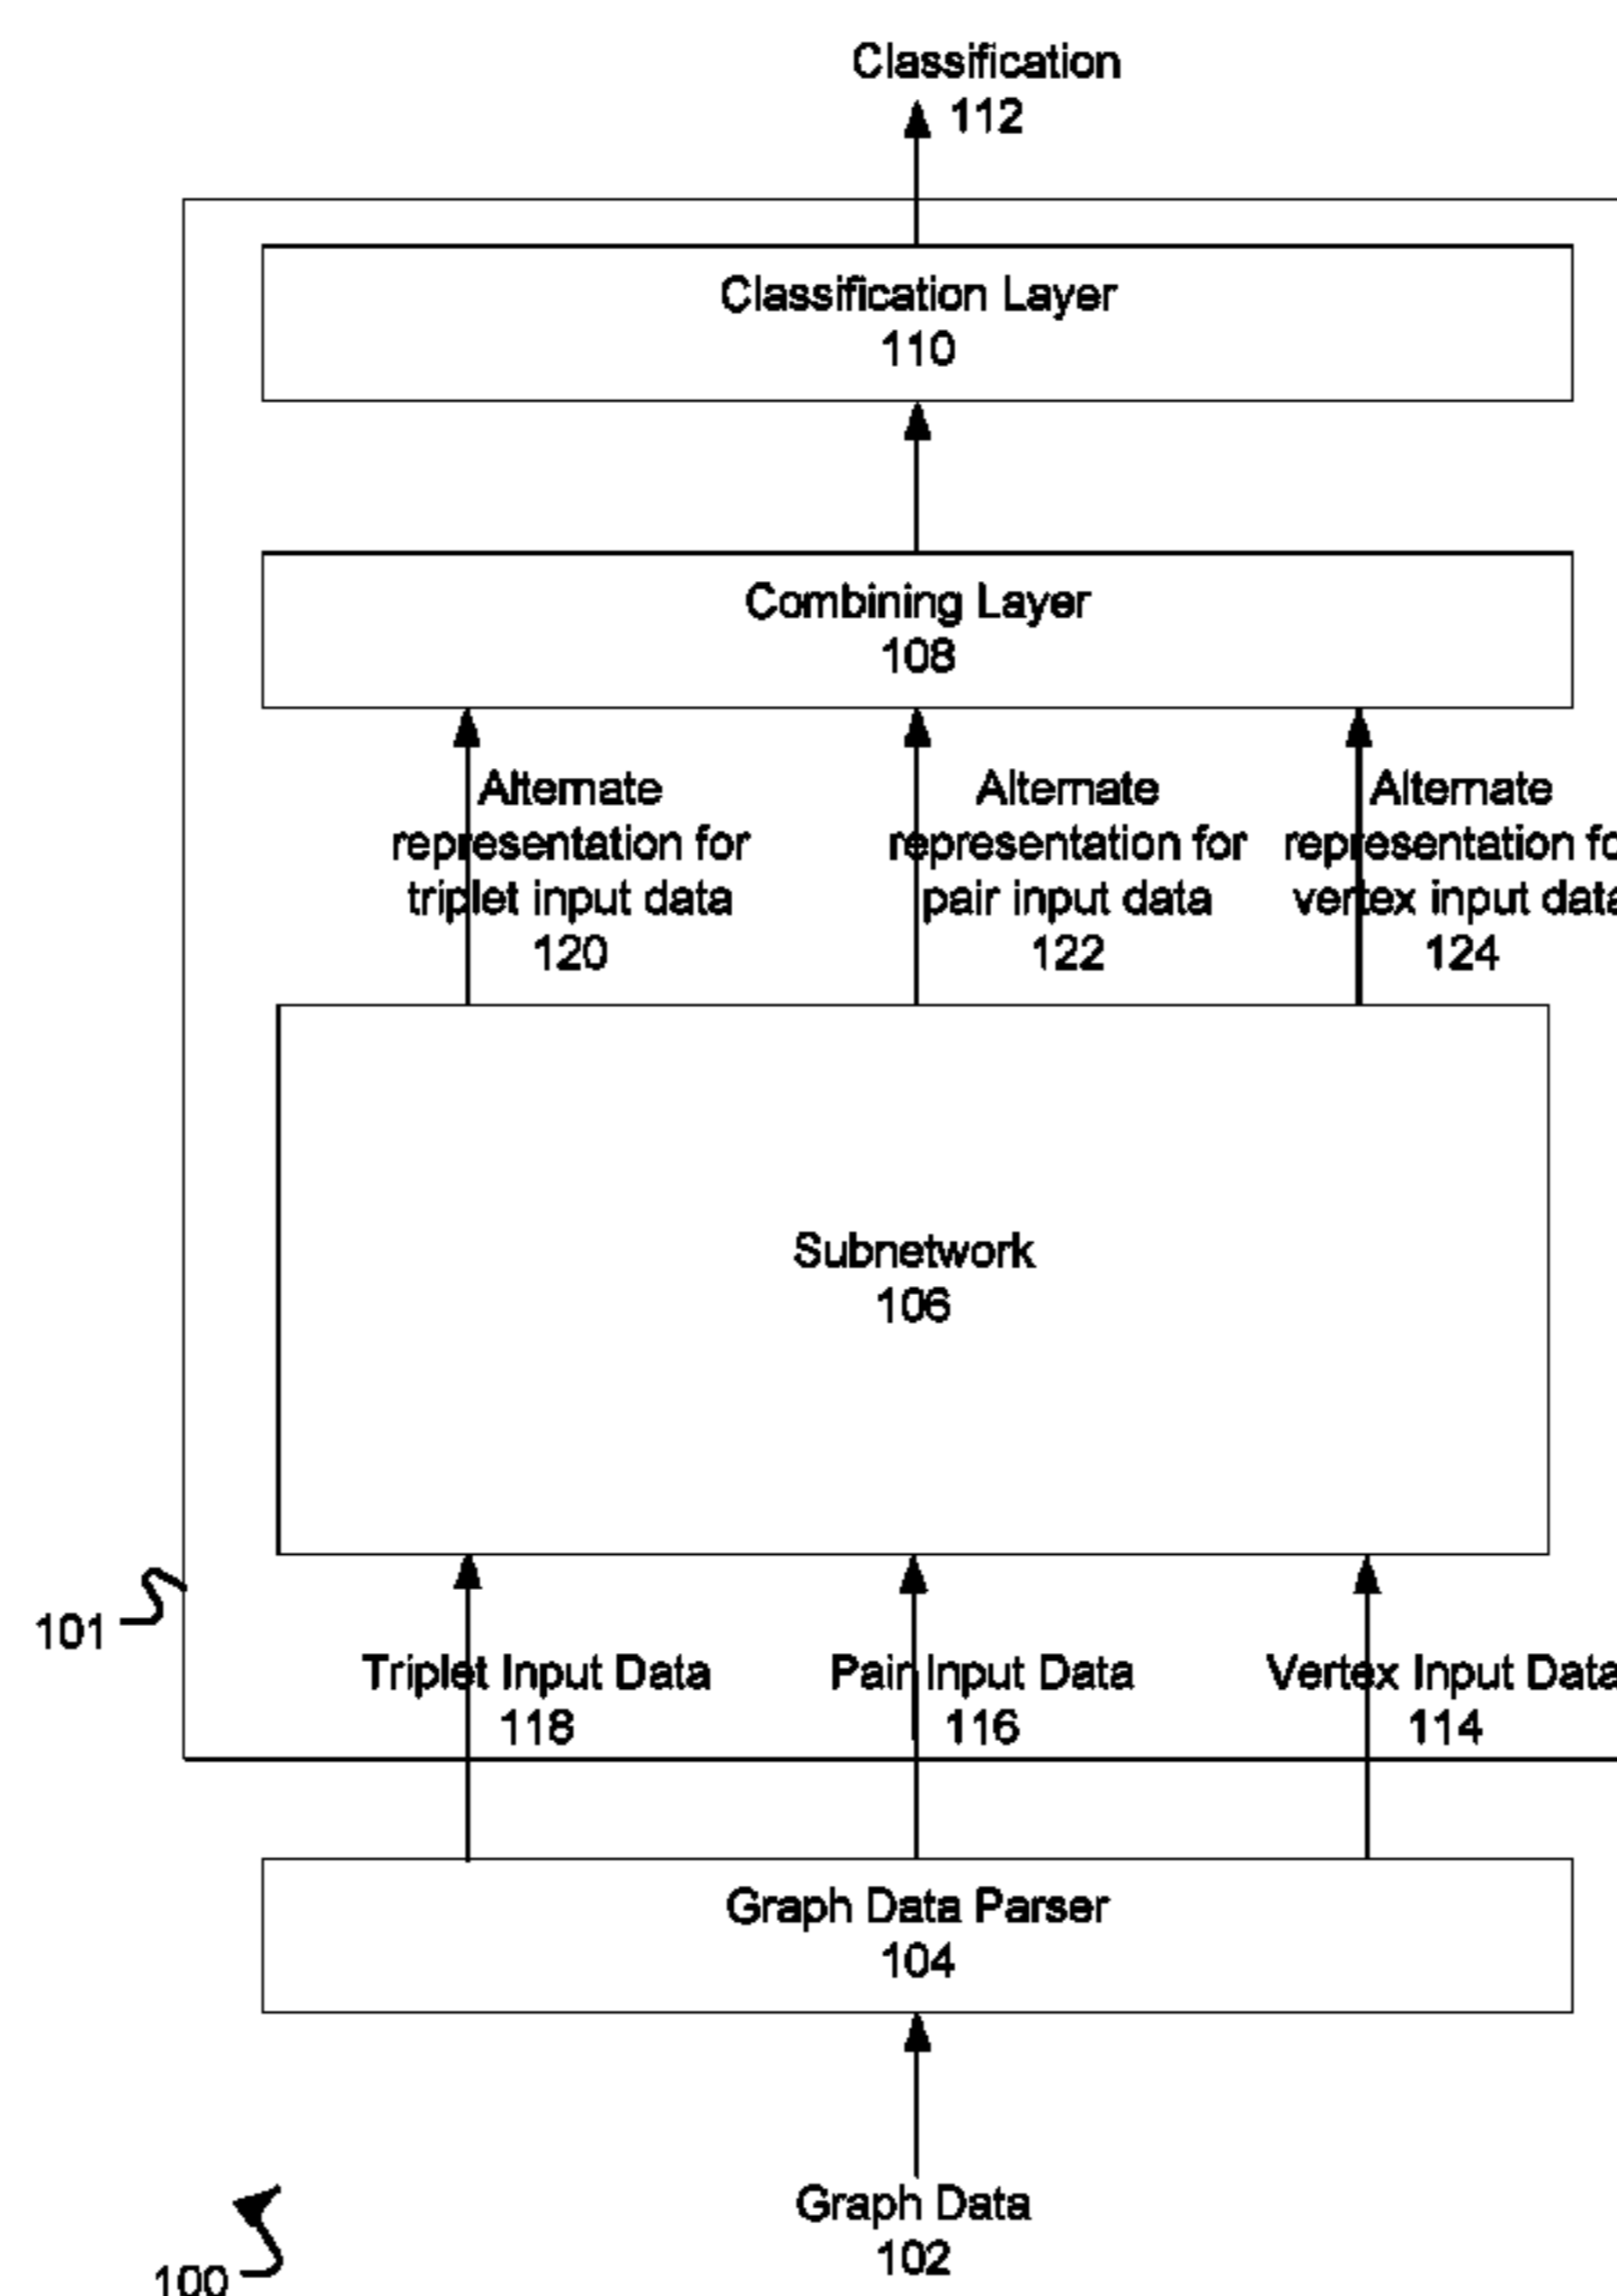 Classification
112
Classification Layer
110
Combining Layer
108
Alternate
representation for
triplet input data
120
Alternate
representation for
pair input data
122
Alternate
representation fo
vertex input data
124
Subnetwork
106
101
Triplet Input Data
118
Pair Input Data
116
Vertex Input Data
114
Graph Data Parser
104
Graph Data
102
100